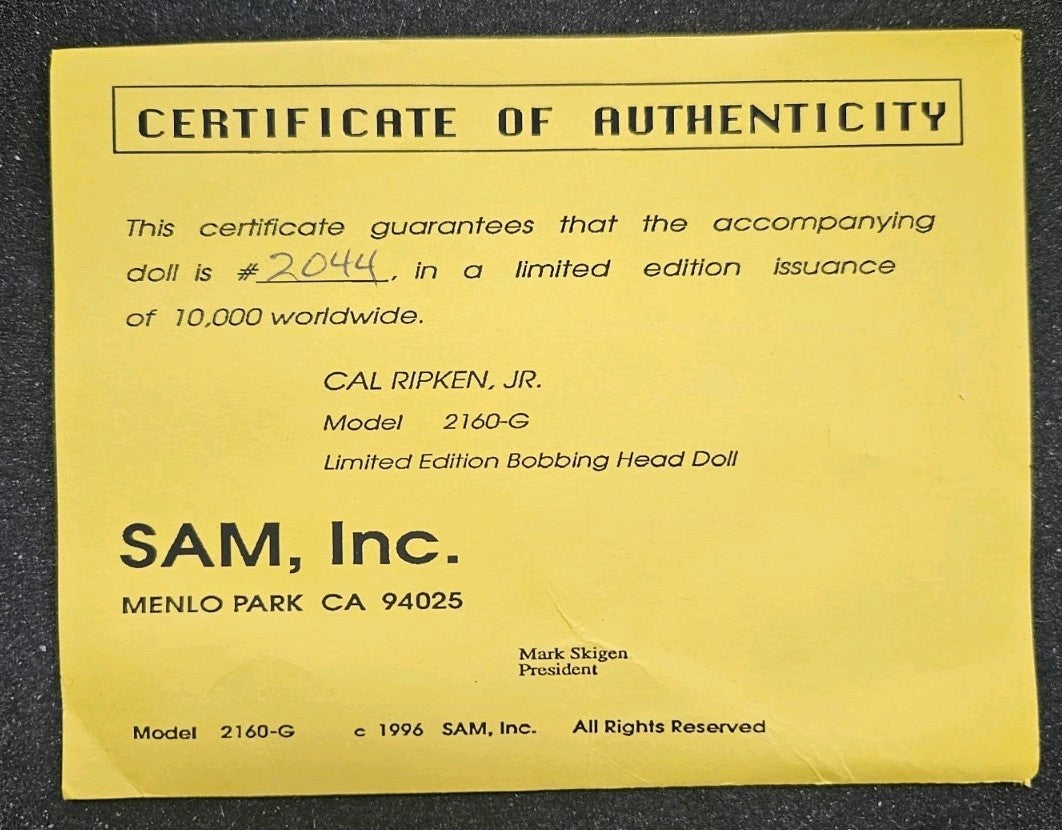 CERTIFICATE OF AUTHENTICITY
This certificate guarantees that the accompanying
doll is #2044, in a limited edition issuance
of 10,000 worldwide.
CAL RIPKEN, JR.
Model 2160-G
Limited Edition Bobbing Head Doll
SAM, Inc.
MENLO PARK CA 94025
Mark Skigen
President
Model 2160-G c 1996 SAM, Inc. All Rights Reserved